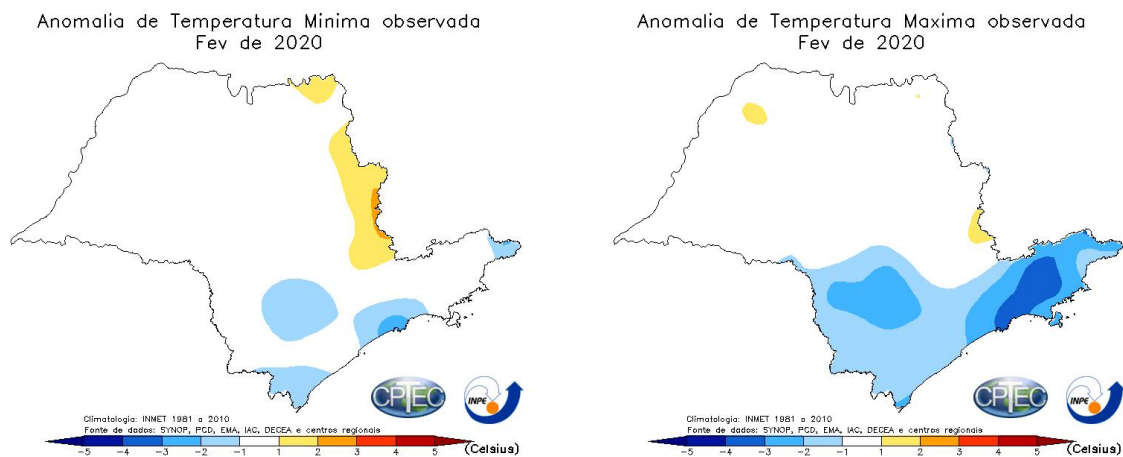 Anomalia de Temperatura Minima observada
Fev de 2020
CPTEC
INPE
Climatologia: INMET 1981 a 2010
Fonte de dados: SYNOP, PCD, EMA, IAC, DECEA e centros regionais
-5 -4 -3 -2 -1 1 2 3 4 5 (Celsius)
Anomalia de Temperatura Maxima observada
Fev de 2020
CPTEC
INPE
Climatologia: INMET 1981 a 2010
Fonte de dados: SYNOP, PCD, EMA, IAC, DECEA e centros regionais
-5 -4 -3 -2 -1 1 2 3 4 5 (Celsius)